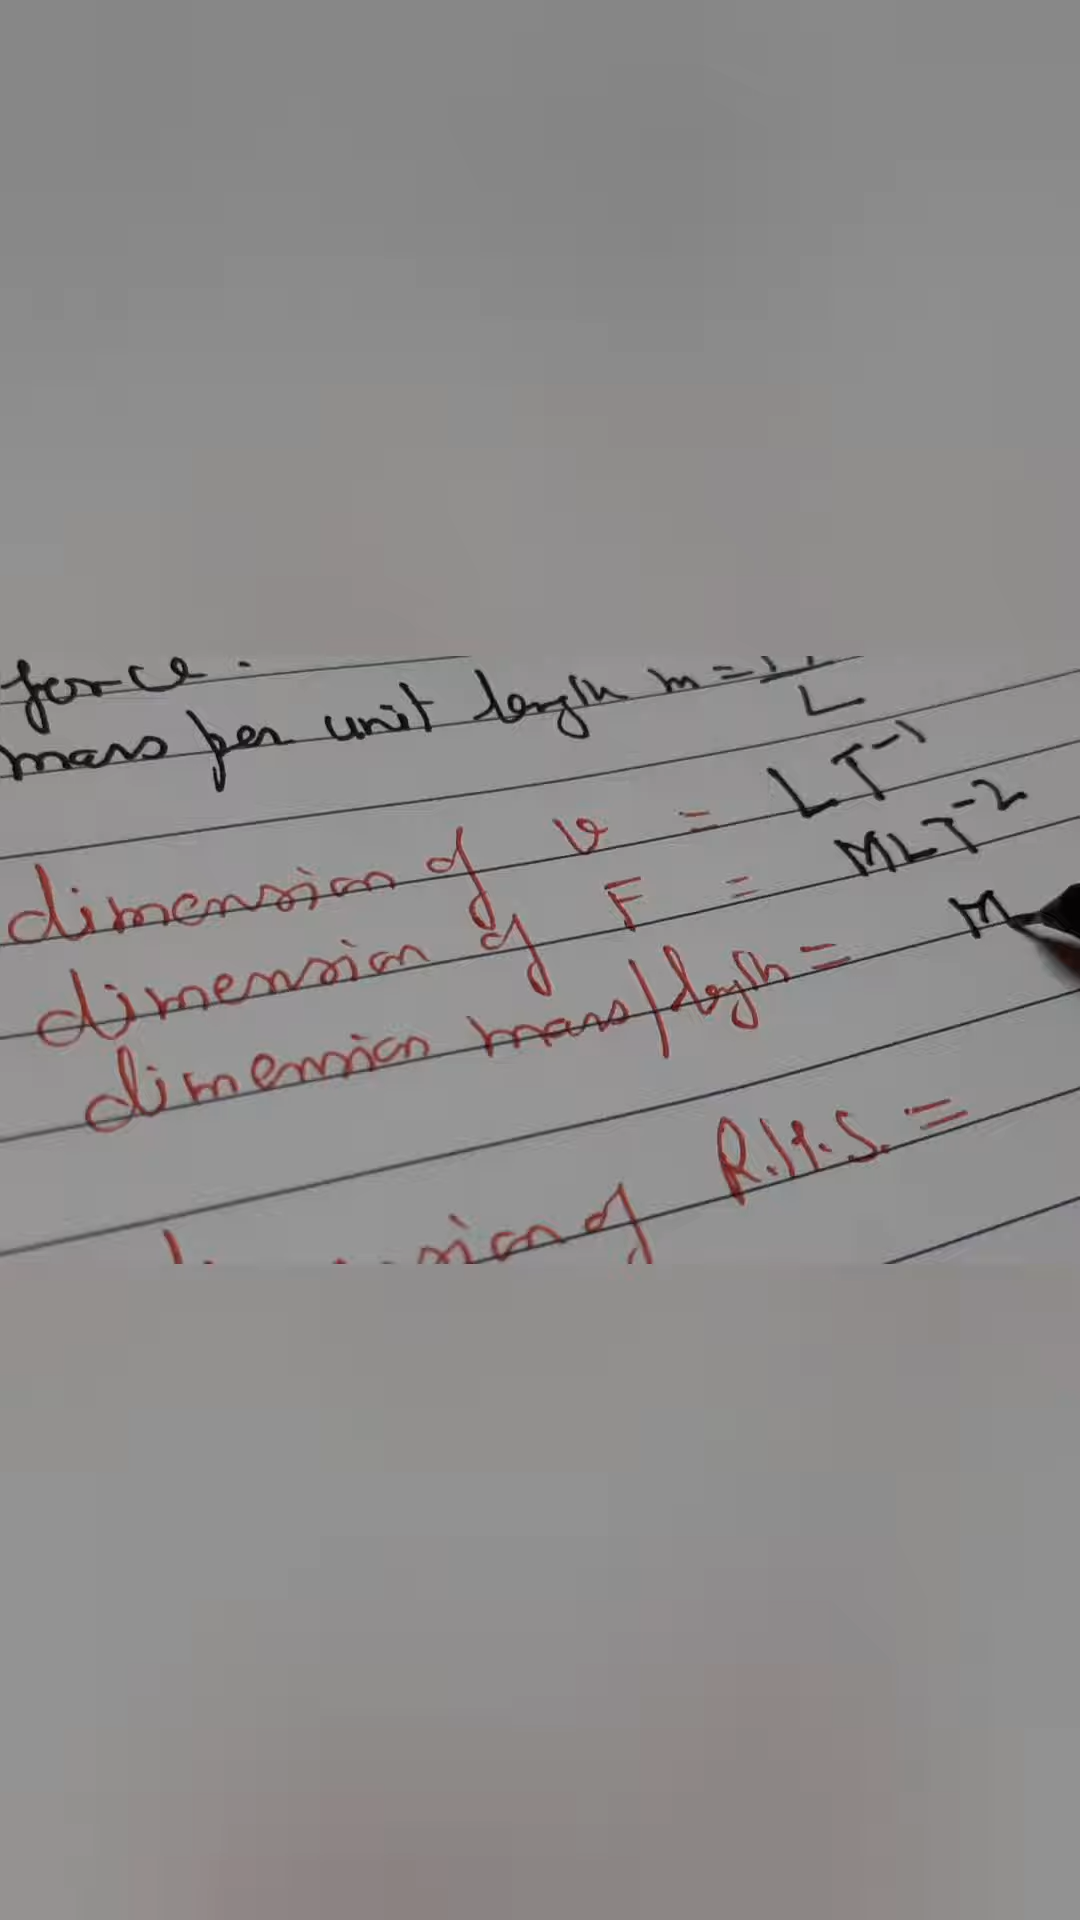 force.
mass per unit length m = M/L
dimension of v = LT⁻¹
dimension of F = MLT⁻²
dimension mass/length = M
R.H.S. =